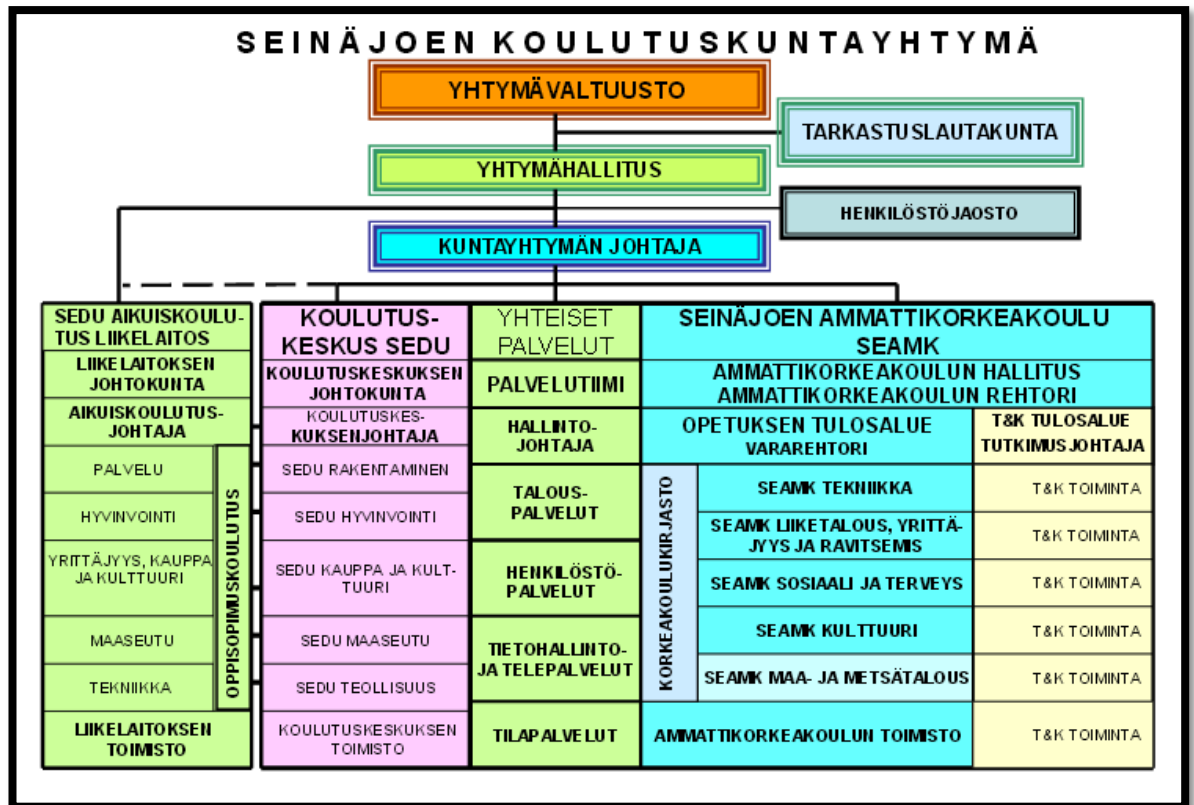 SEINÄJOEN KOULUTUSKUNTAYHTYMÄ
YHTYMÄVALTUUSTO
TARKASTUSLAUTAKUNTA
YHTYMÄHALLITUS
HENKILÖSTÖJAOSTO
KUNTAYHTYMÄN JOHTAJA
SEDU AIKUISKOULU-
TUS LIIKELAITOS
LIIKELAITOKSEN
JOHTOKUNTA
AIKUISKOULUTUS-
JOHTAJA
PALVELU
HYVINVOINTI
YRITTÄJYYS, KAUPPA
JA KULTTUURI
MAASEUTU
TEKNIIKKA
OPPISOPIMUSKOULUTUS
LIIKELAITOKSEN
TOIMISTO
KOULUTUS-
KESKUS SEDU
KOULUTUSKESKUKSEN
JOHTOKUNTA
KOULUTUSKES-
KUKSENJOHTAJA
SEDU RAKENTAMINEN
SEDU HYVINVOINTI
SEDU KAUPPA JA KULT-
TUURI
SEDU MAASEUTU
SEDU TEOLLISUUS
KOULUTUSKESKUKSEN
TOIMISTO
YHTEISET
PALVELUT
PALVELUTIIMI
HALLINTO-
JOHTAJA
TALOUS-
PALVELUT
HENKILÖSTÖ-
PALVELUT
TIETOHALLINTO-
JA TELEPALVELUT
TILAPALVELUT
SEINÄJOEN AMMATTIKORKEAKOULU
SEAMK
AMMATTIKORKEAKOULUN HALLITUS
AMMATTIKORKEAKOULUN REHTORI
OPETUKSEN TULOSALUE
VARAREHTORI
T&K TULOSALUE
TUTKIMUSJOHTAJA
KORKEAKOULUKIRJASTO
SEAMK TEKNIIKKA
T&K TOIMINTA
SEAMK LIIKETALOUS, YRITTÄ-
JYYS JA RAVITSEMIS
T&K TOIMINTA
SEAMK SOSIAALI JA TERVEYS
T&K TOIMINTA
SEAMK KULTTUURI
T&K TOIMINTA
SEAMK MAA- JA METSÄTALOUS
T&K TOIMINTA
AMMATTIKORKEAKOULUN TOIMISTO
T&K TOIMINTA